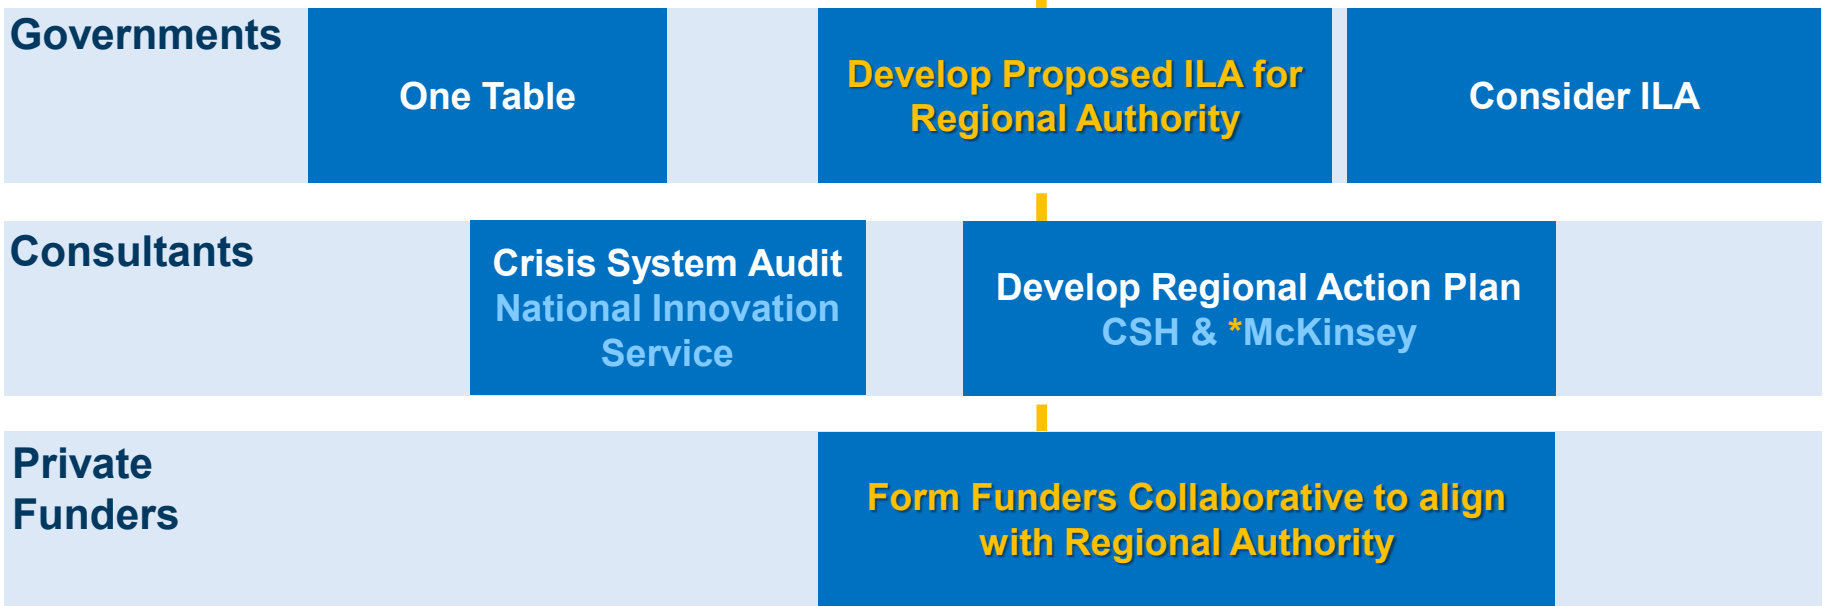 Governments
One Table
Develop Proposed ILA for
Regional Authority
Consider ILA
Consultants
Crisis System Audit
National Innovation
Service
Develop Regional Action Plan
CSH & *McKinsey
Private
Funders
Form Funders Collaborative to align
with Regional Authority